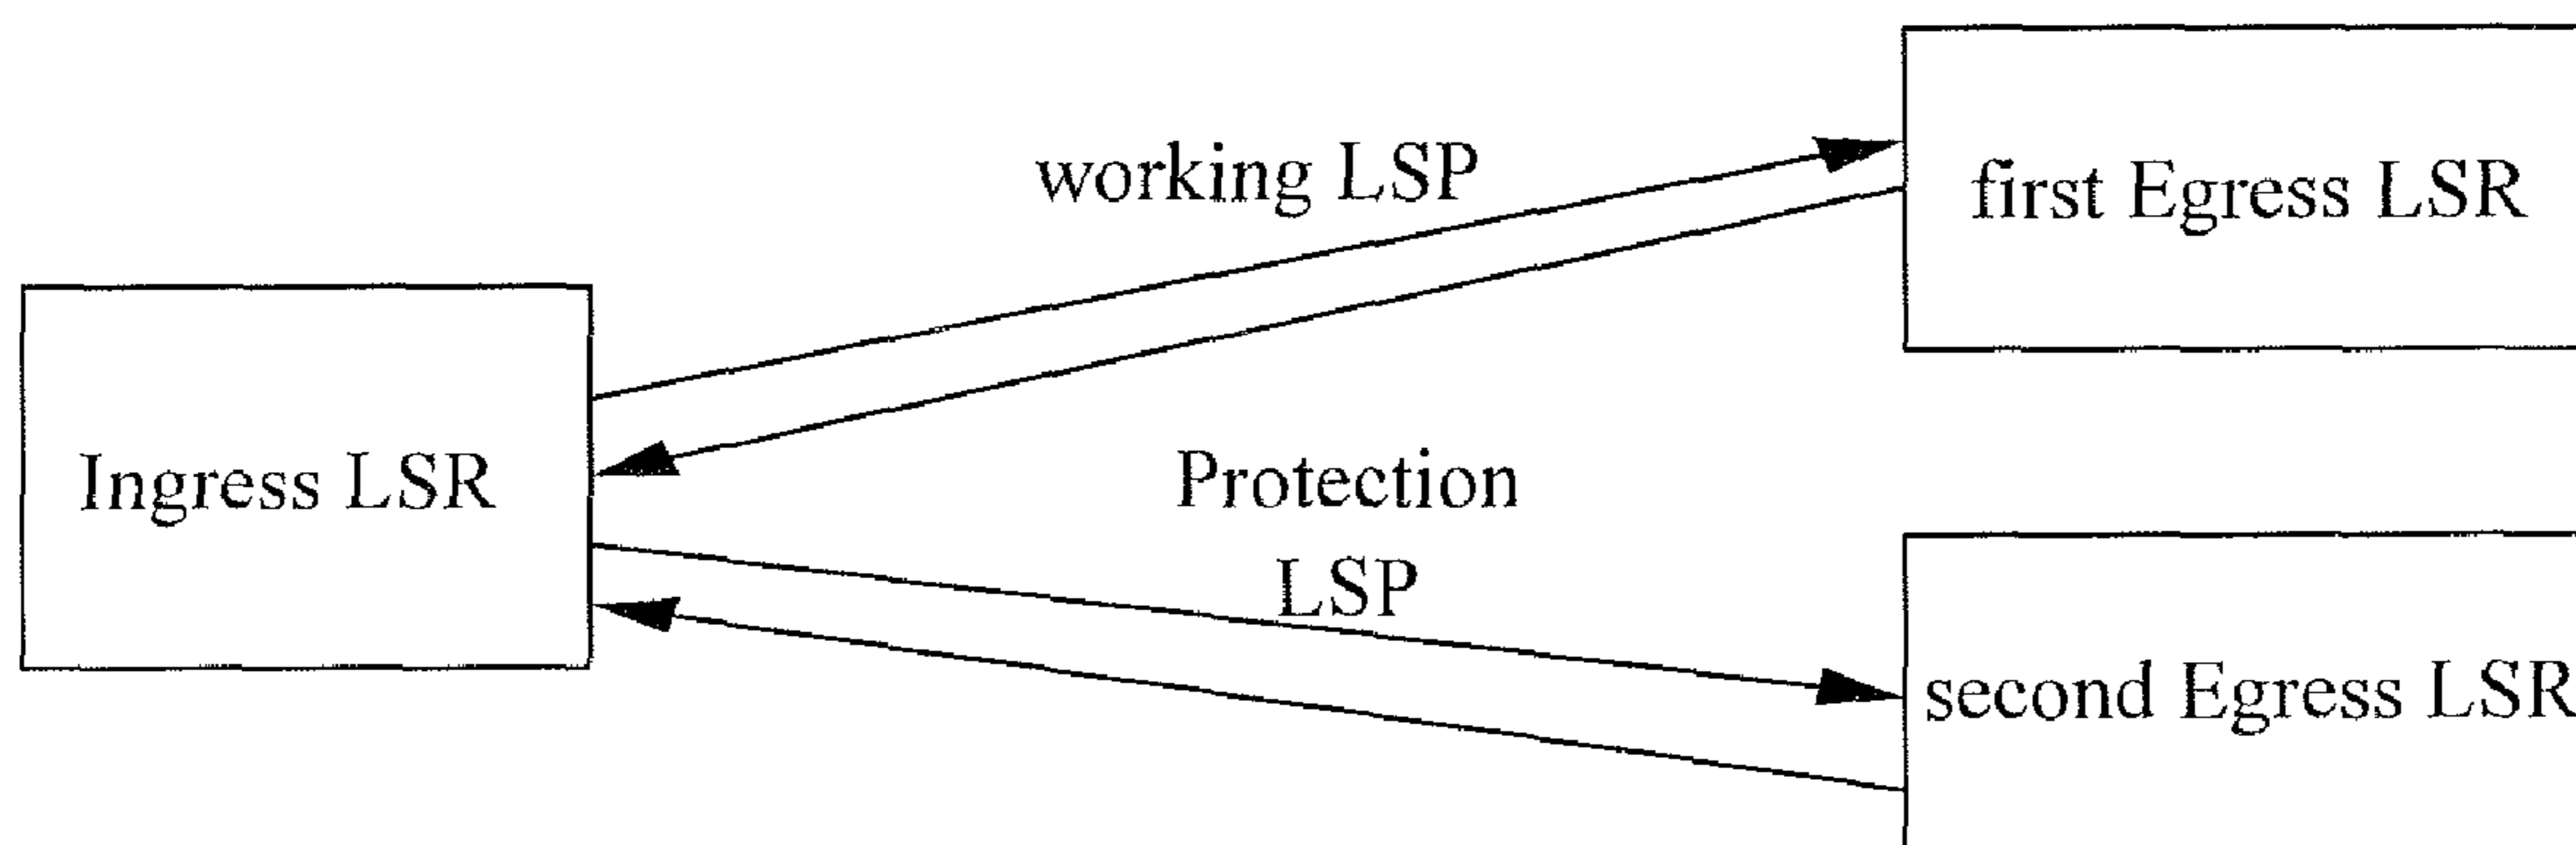 working LSP
first Egress LSR
Ingress LSR
Protection
LSP
second Egress LSR